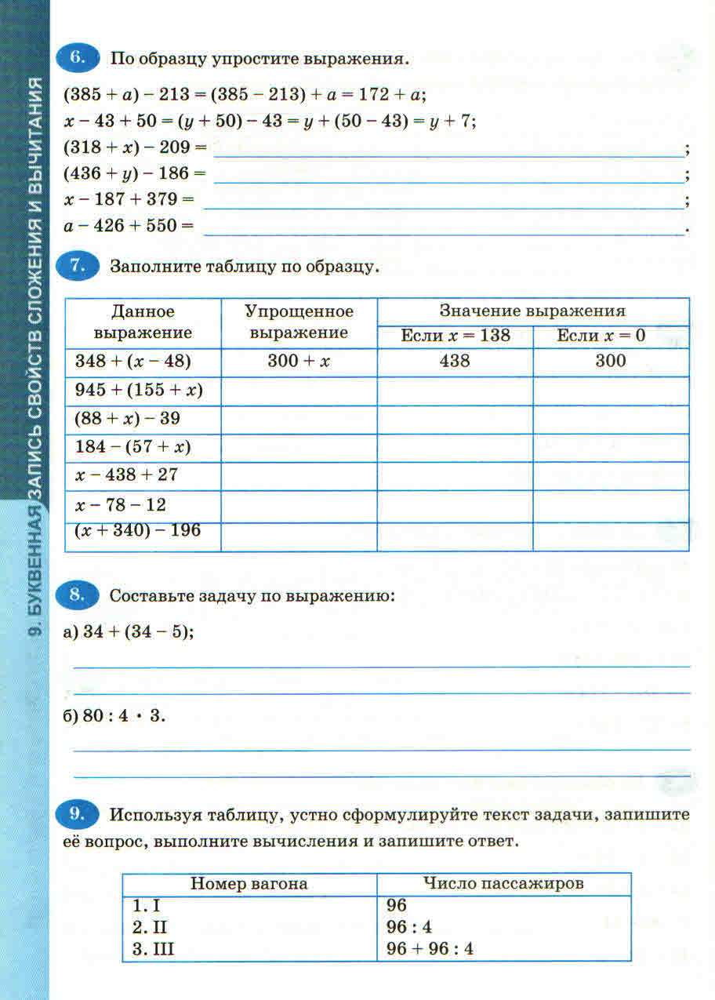 9. БУКВЕННАЯ ЗАПИСЬ СВОЙСТВ СЛОЖЕНИЯ И ВЫЧИТАНИЯ
6. По образцу упростите выражения.
(385 + a) – 213 = (385 – 213) + a = 172 + a;
x – 43 + 50 = (y + 50) – 43 = y + (50 – 43) = y + 7;
(318 + x) – 209 = ;
(436 + y) – 186 = ;
x – 187 + 379 = ;
a – 426 + 550 = .
7. Заполните таблицу по образцу.
Данное выражение Упрощенное выражение Значение выражения
Если x = 138 Если x = 0
348 + (x – 48) 300 + x 438 300
945 + (155 + x)
(88 + x) – 39
184 – (57 + x)
x – 438 + 27
x – 78 – 12
(x + 340) – 196
8. Составьте задачу по выражению:
а) 34 + (34 – 5);
б) 80 : 4 · 3.
9. Используя таблицу, устно сформулируйте текст задачи, запишите
её вопрос, выполните вычисления и запишите ответ.
Номер вагона Число пассажиров
1. I 96
2. II 96 : 4
3. III 96 + 96 : 4